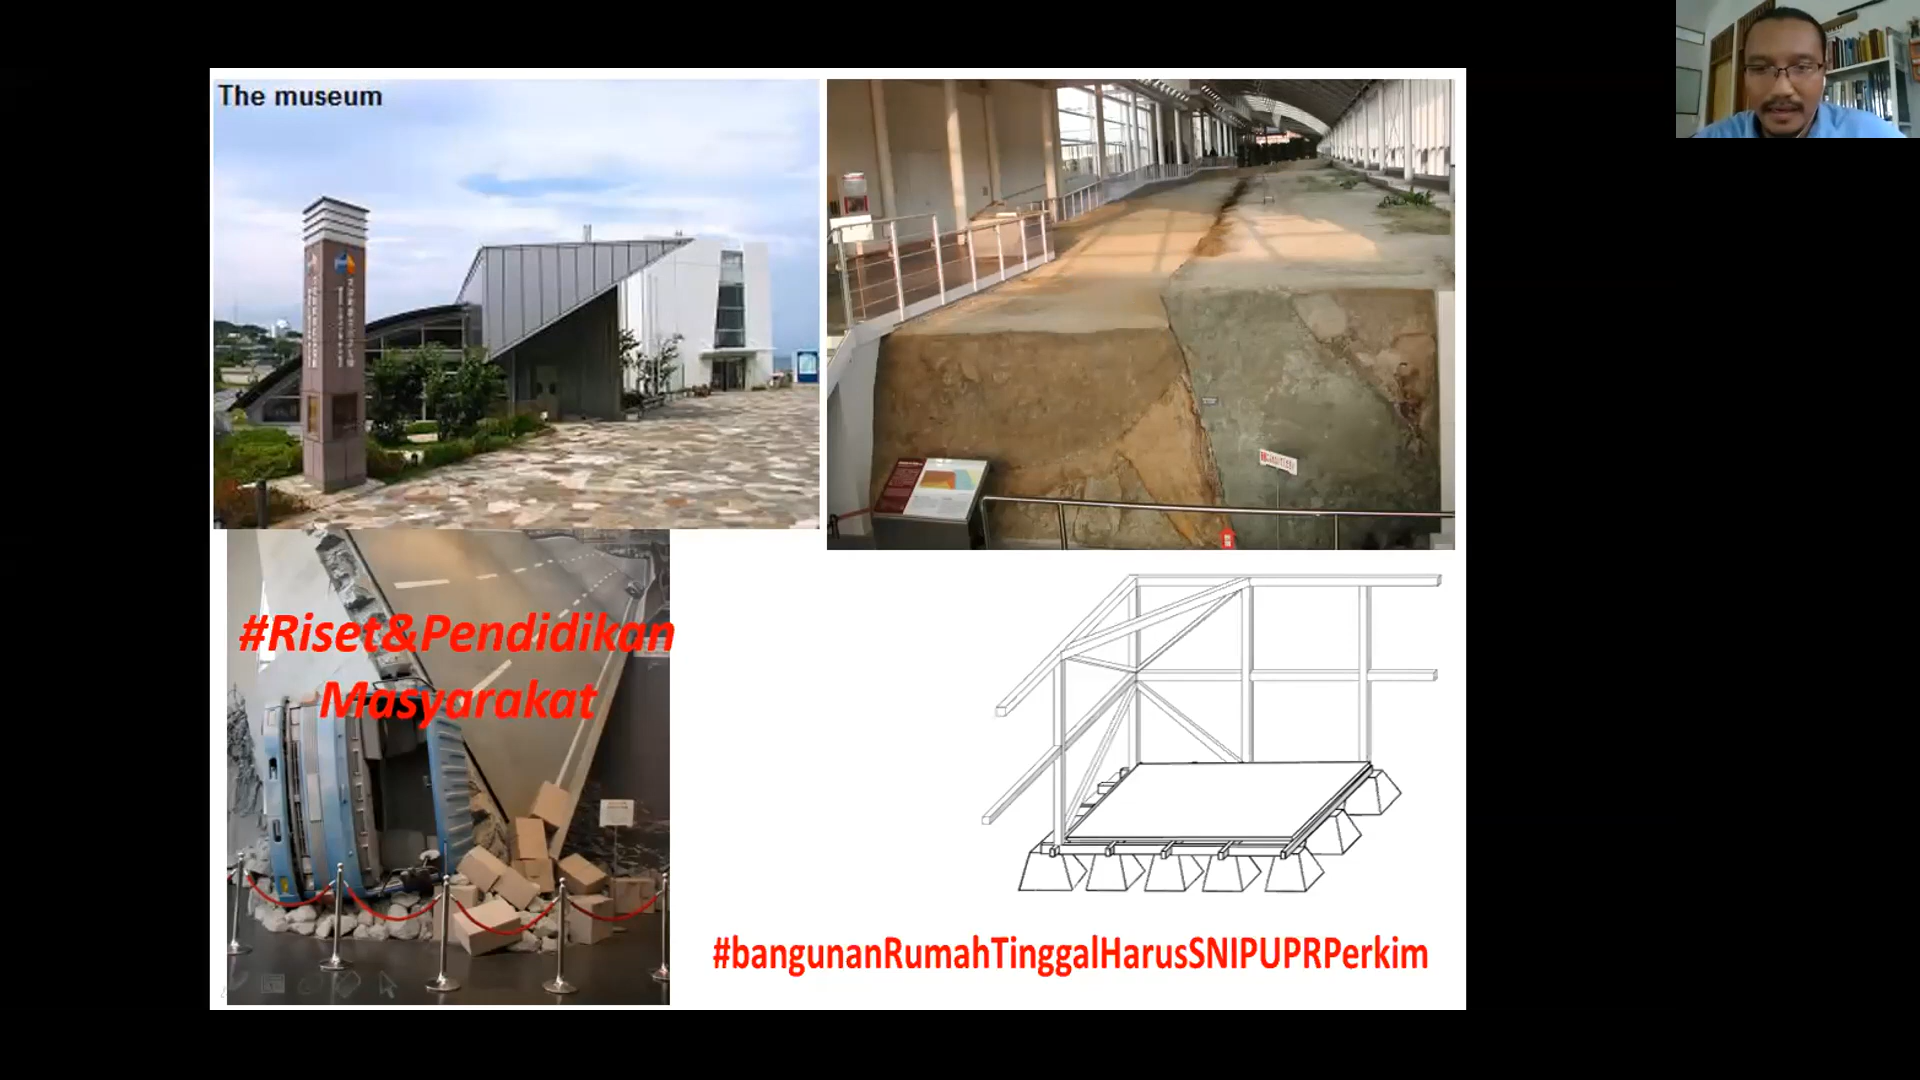 The museum
#Riset&Pendidikan
Masyarakat
#bangunanRumahTinggalHarusSNIPUPRPerkim